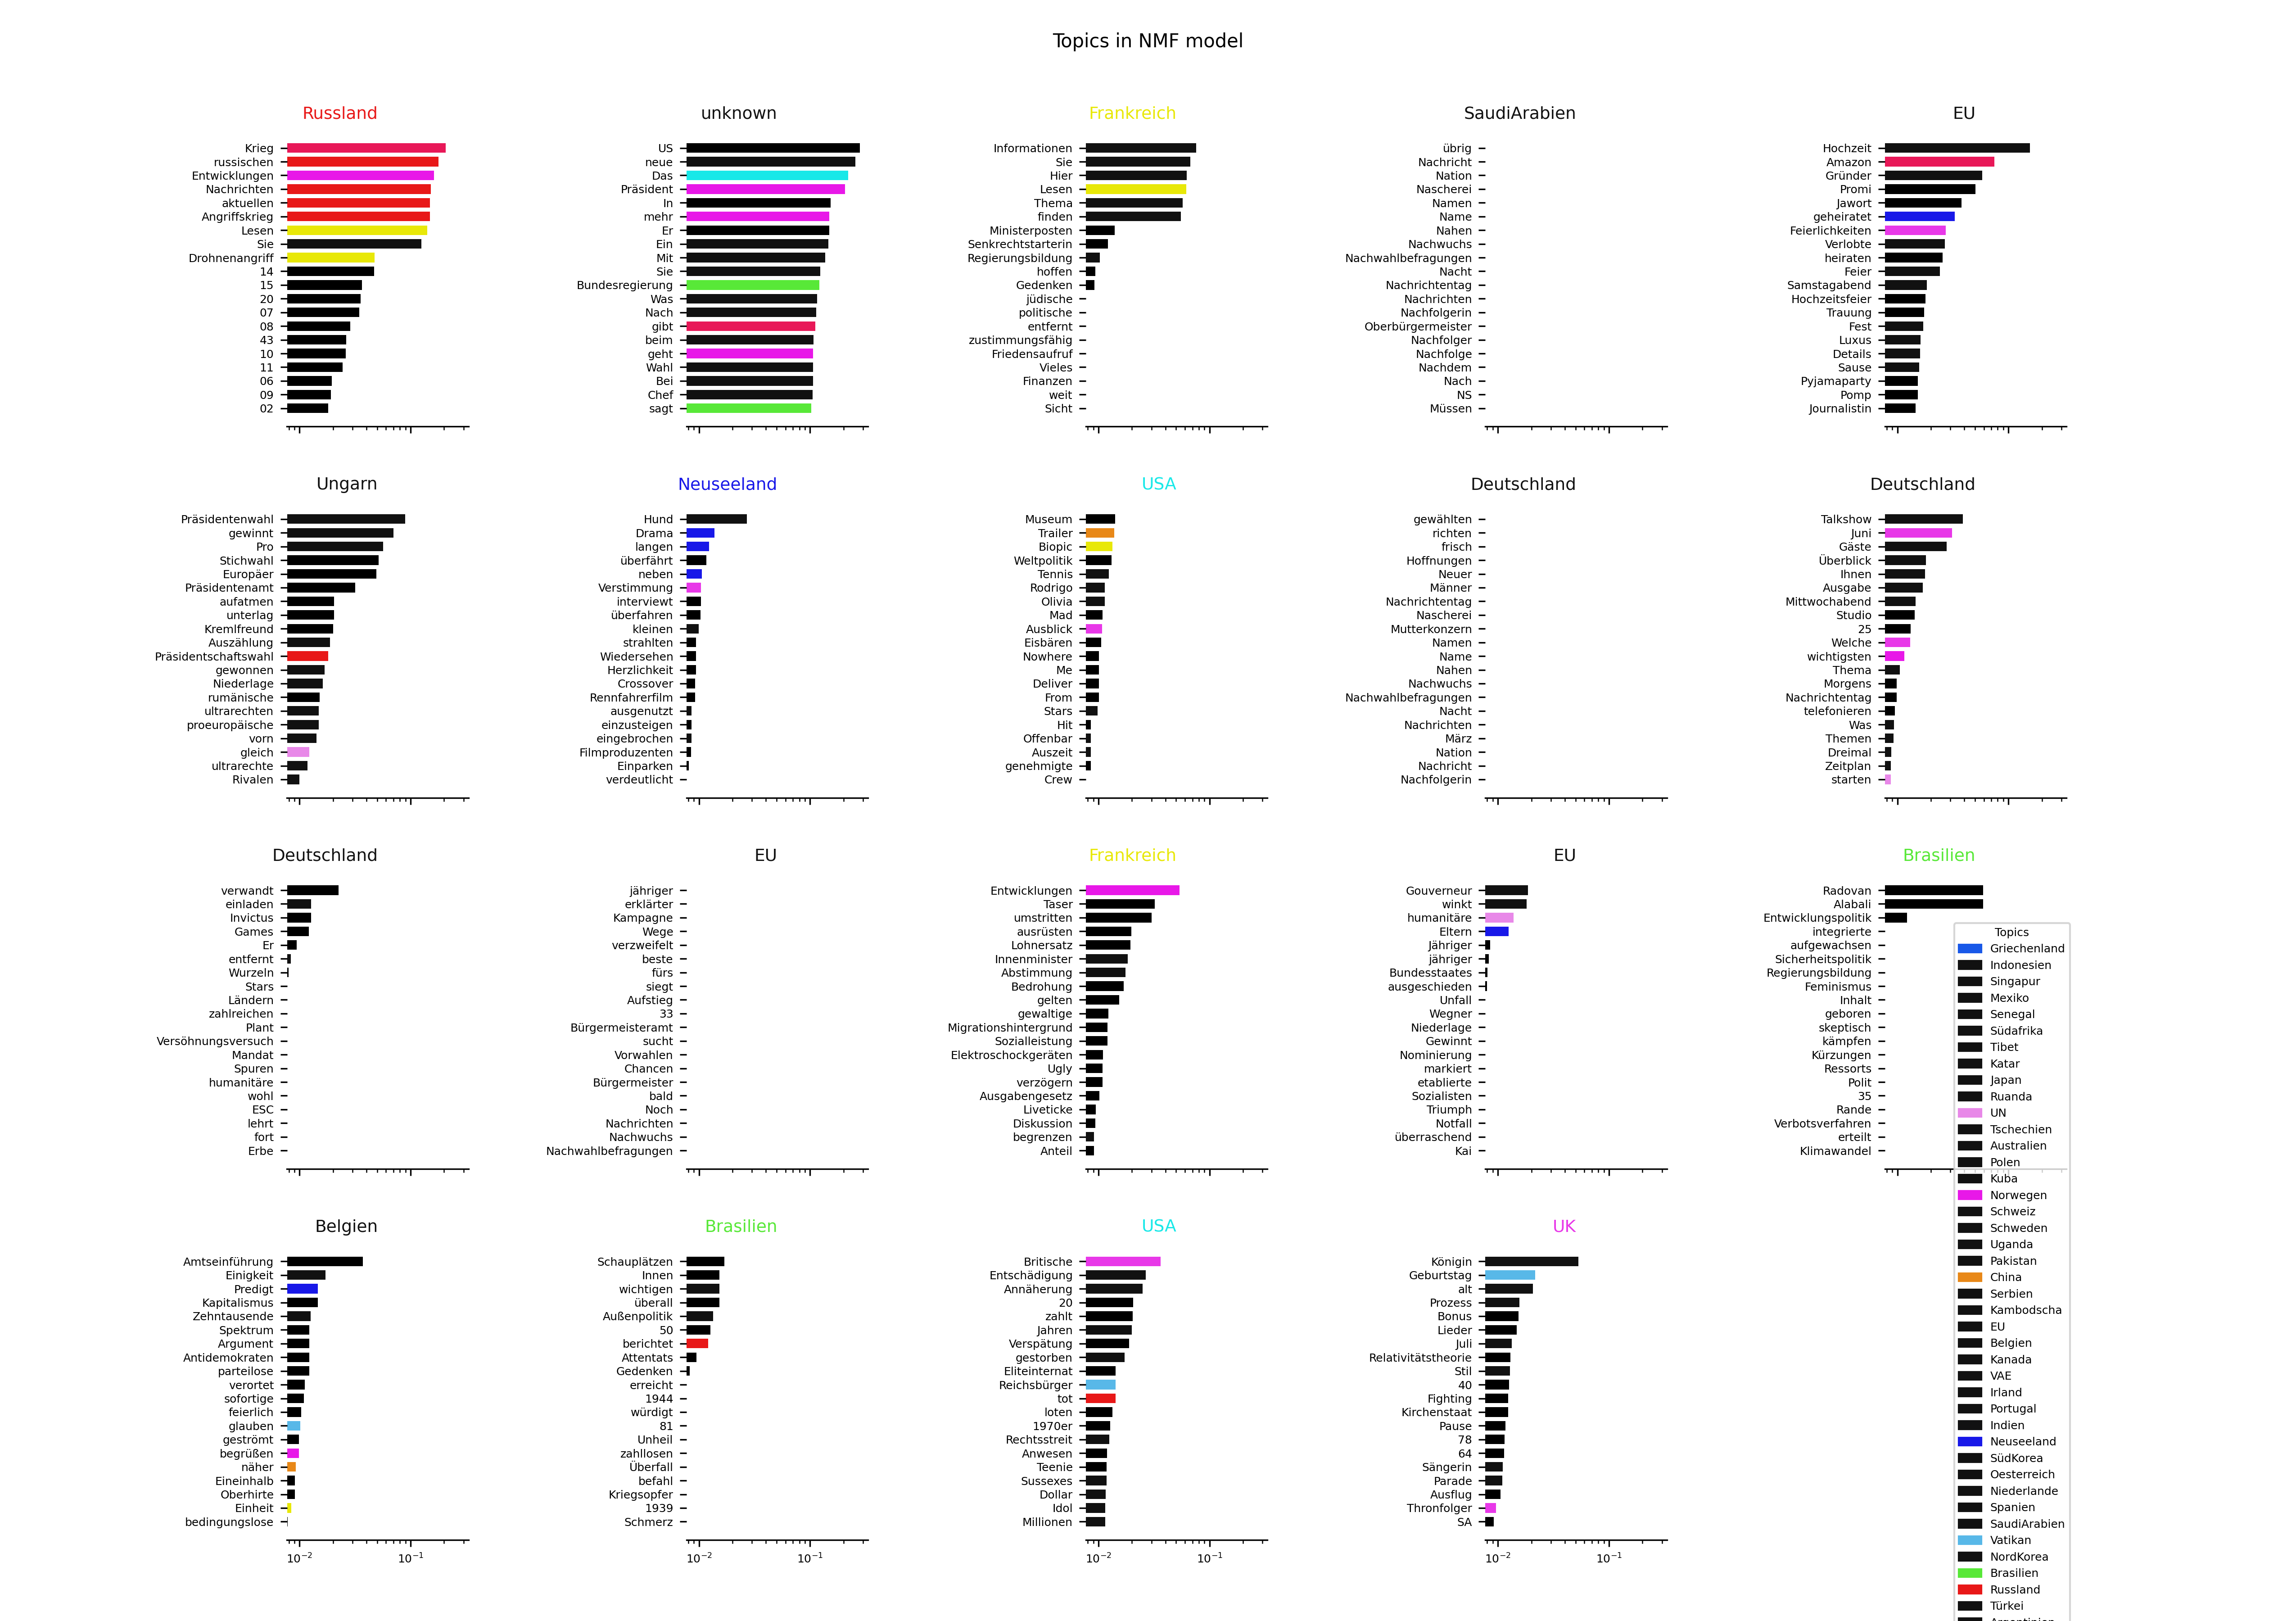 Topics in NMF model
Russland
Krieg
russischen
Entwicklungen
Nachrichten
aktuellen
Angriffskrieg
Lesen
Sie
Drohnenangriff
14
15
20
07
08
43
10
11
06
09
02
unknown
US
neue
Das
Präsident
In
mehr
Er
Ein
Mit
Sie
Bundesregierung
Was
Nach
gibt
beim
geht
Wahl
Bei
Chef
sagt
Frankreich
Informationen
Sie
Hier
Lesen
Thema
finden
Ministerposten
Senkrechtstarterin
Regierungsbildung
hoffen
Gedenken
jüdische
politische
entfernt
zustimmungsfähig
Friedensaufruf
Vieles
Finanzen
weit
Sicht
SaudiArabien
übrig
Nachricht
Nation
Nascherei
Namen
Name
Nahen
Nachwuchs
Nachwahlbefragungen
Nacht
Nachrichtentag
Nachrichten
Nachfolgerin
Oberbürgermeister
Nachfolger
Nachfolge
Nachdem
Nach
NS
Müssen
EU
Hochzeit
Amazon
Gründer
Promi
Jawort
geheiratet
Feierlichkeiten
Verlobte
heiraten
Feier
Samstagabend
Hochzeitsfeier
Trauung
Fest
Luxus
Details
Sause
Pyjamaparty
Pomp
Journalistin
Ungarn
Präsidentenwahl
gewinnt
Pro
Stichwahl
Europäer
Präsidentenamt
aufatmen
unterlag
Kremlfreund
Auszählung
Präsidentschaftswahl
gewonnen
Niederlage
rumänische
ultrarechten
proeuropäische
vorn
gleich
ultrarechte
Rivalen
Neuseeland
Hund
Drama
langen
überfährt
neben
Verstimmung
interviewt
überfahren
kleinen
strahlten
Wiedersehen
Herzlichkeit
Crossover
Rennfahrerfilm
ausgenutzt
einzusteigen
eingebrochen
Filmproduzenten
Einparken
verdeutlicht
USA
Museum
Trailer
Biopic
Weltpolitik
Tennis
Rodrigo
Olivia
Mad
Ausblick
Eisbären
Nowhere
Me
Deliver
From
Stars
Hit
Offenbar
Auszeit
genehmigte
Crew
Deutschland
gewählten
richten
frisch
Hoffnungen
Neuer
Männer
Nachrichtentag
Nascherei
Mutterkonzern
Namen
Name
Nahen
Nachwuchs
Nachwahlbefragungen
Nacht
Nachrichten
März
Nation
Nachricht
Nachfolgerin
Deutschland
Talkshow
Juni
Gäste
Überblick
Ihnen
Ausgabe
Mittwochabend
Studio
25
Welche
wichtigsten
Thema
Morgens
Nachrichtentag
telefonieren
Was
Themen
Dreimal
Zeitplan
starten
Deutschland
verwandt
einladen
Invictus
Games
Er
entfernt
Wurzeln
Stars
Ländern
zahlreichen
Plant
Versöhnungsversuch
Mandat
Spuren
humanitäre
wohl
ESC
lehrt
fort
Erbe
EU
jähriger
erklärter
Kampagne
Wege
verzweifelt
beste
fürs
siegt
Aufstieg
33
Bürgermeisteramt
sucht
Vorwahlen
Chancen
Bürgermeister
bald
Noch
Nachrichten
Nachwuchs
Nachwahlbefragungen
Frankreich
Entwicklungen
Taser
umstritten
ausrüsten
Lohnersatz
Innenminister
Abstimmung
Bedrohung
gelten
gewaltige
Migrationshintergrund
Sozialleistung
Elektroschockgeräten
Ugly
verzögern
Ausgabengesetz
Liveticke
Diskussion
begrenzen
Anteil
EU
Gouverneur
winkt
humanitäre
Eltern
Jähriger
jähriger
Bundesstaates
ausgeschieden
Unfall
Wegner
Niederlage
Gewinnt
Nominierung
markiert
etablierte
Sozialisten
Triumph
Notfall
überraschend
Kai
Brasilien
Radovan
Alabali
Entwicklungspolitik
integrierte
aufgewachsen
Sicherheitspolitik
Regierungsbildung
Feminismus
Inhalt
geboren
skeptisch
kämpfen
Kürzungen
Ressorts
Polit
35
Rande
Verbotsverfahren
erteilt
Klimawandel
Belgien
Amtseinführung
Einigkeit
Predigt
Kapitalismus
Zehntausende
Spektrum
Argument
Antidemokraten
parteilose
verortet
sofortige
feierlich
glauben
geströmt
begrüßen
näher
Eineinhalb
Oberhirte
Einheit
bedingungslose
10⁻² 10⁻¹
Brasilien
Schauplätzen
Innen
wichtigen
überall
Außenpolitik
50
berichtet
Attentats
Gedenken
erreicht
1944
würdigt
81
Unheil
zahllosen
Überfall
befahl
Kriegsopfer
1939
Schmerz
10⁻² 10⁻¹
USA
Britische
Entschädigung
Annäherung
20
zahlt
Jahren
Verspätung
gestorben
Eliteinternat
Reichsbürger
tot
loten
1970er
Rechtsstreit
Anwesen
Teenie
Sussexes
Dollar
Idol
Millionen
10⁻² 10⁻¹
UK
Königin
Geburtstag
alt
Prozess
Bonus
Lieder
Juli
Relativitätstheorie
Stil
40
Fighting
Kirchenstaat
Pause
78
64
Sängerin
Parade
Ausflug
Thronfolger
SA
10⁻² 10⁻¹
Topics
Griechenland
Indonesien
Singapur
Mexiko
Senegal
Südafrika
Tibet
Katar
Japan
Ruanda
UN
Tschechien
Australien
Polen
Kuba
Norwegen
Schweiz
Schweden
Uganda
Pakistan
China
Serbien
Kambodscha
EU
Belgien
Kanada
VAE
Irland
Portugal
Indien
Neuseeland
SüdKorea
Oesterreich
Niederlande
Spanien
SaudiArabien
Vatikan
NordKorea
Brasilien
Russland
Türkei